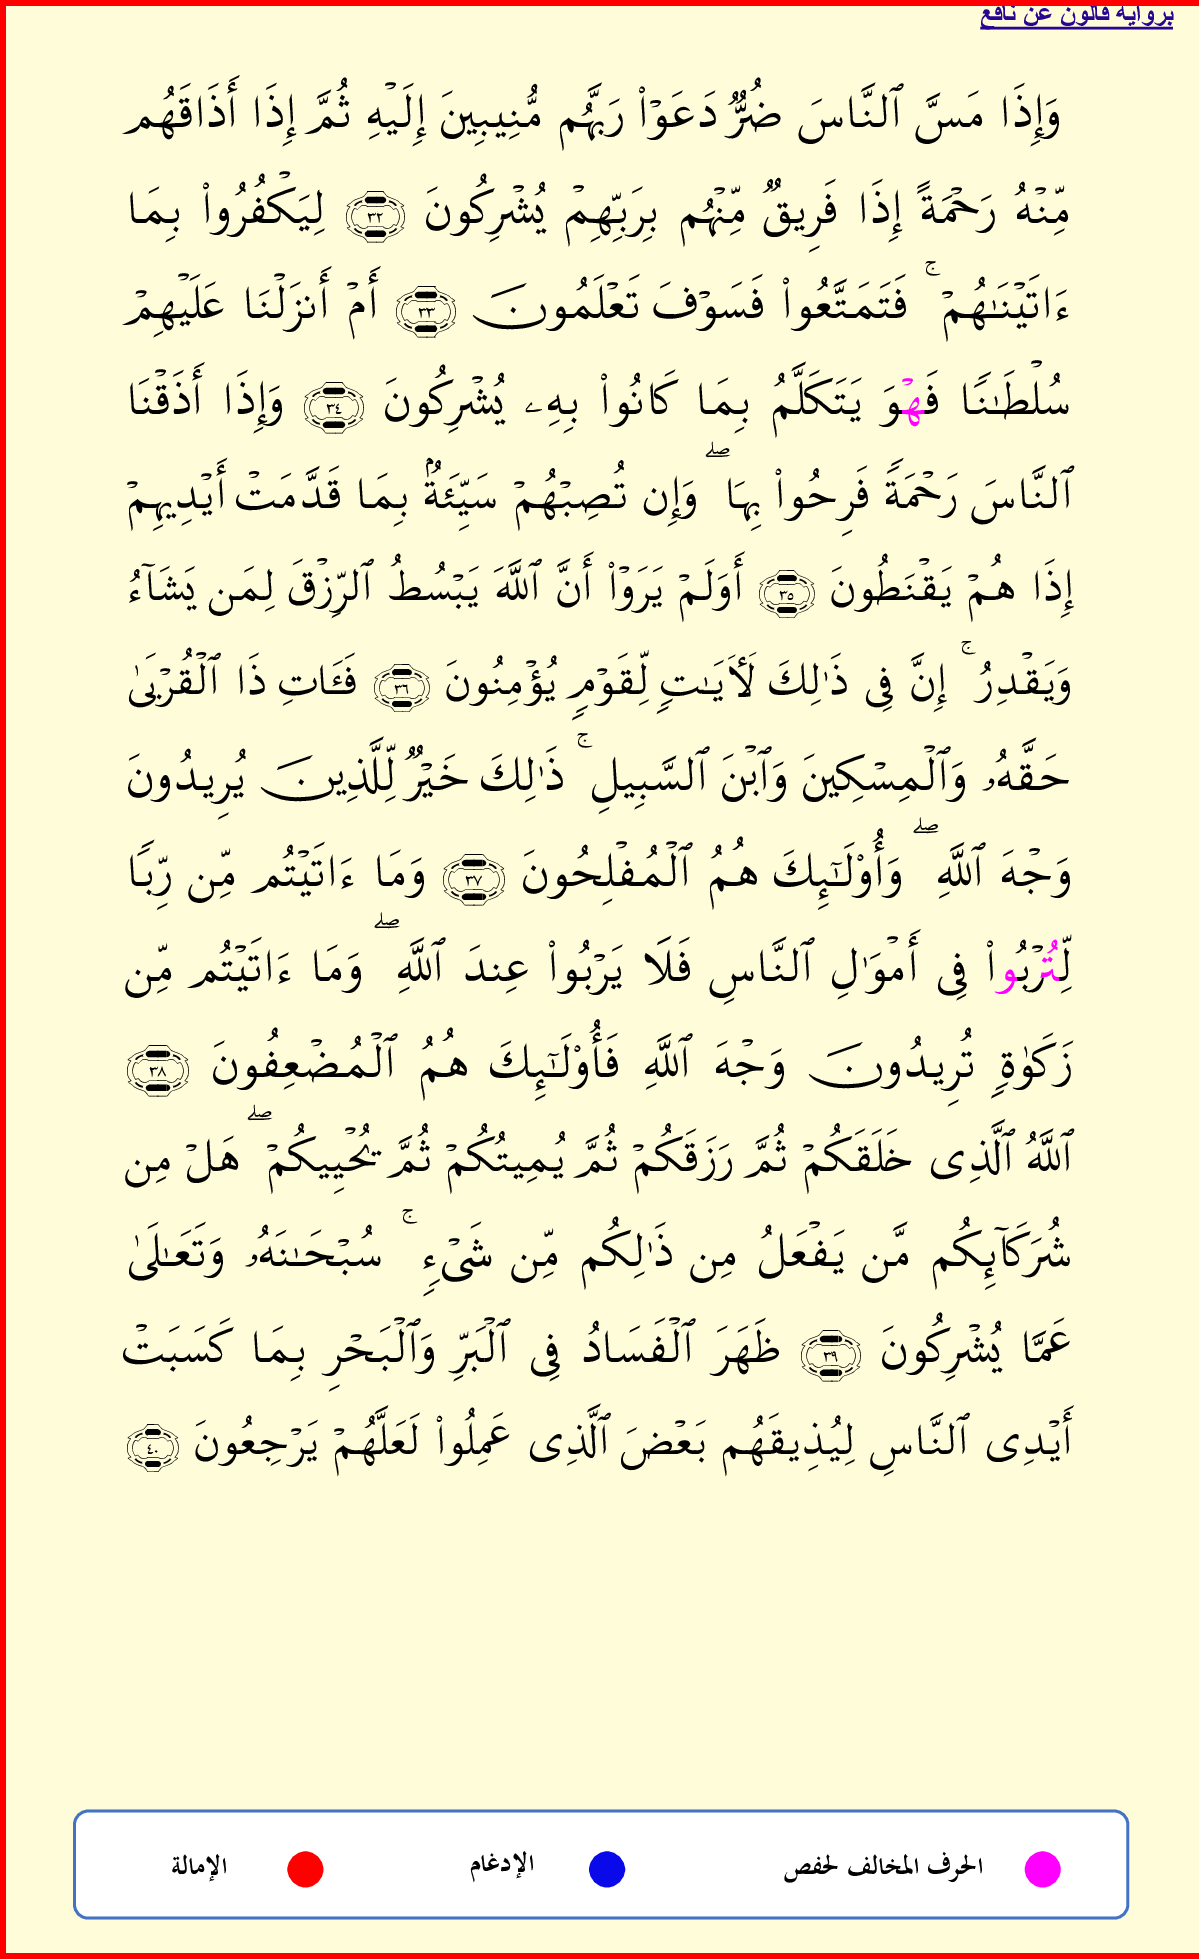 برواية قالون عن نافع
وَإِذَا مَسَّ ٱلنَّاسَ ضُرٌّ دَعَوْا۟ رَبَّهُم مُّنِيبِينَ إِلَيْهِ ثُمَّ إِذَا أَذَاقَهُم
مِّنْهُ رَحْمَةً إِذَا فَرِيقٌ مِّنْهُم بِرَبِّهِمْ يُشْرِكُونَ ٣٢ لِيَكْفُرُوا۟ بِمَا
ءَاتَيْنَـٰهُمْ ۚ فَتَمَتَّعُوا۟ فَسَوْفَ تَعْلَمُونَ ٣٣ أَمْ أَنزَلْنَا عَلَيْهِمْ
سُلْطَـٰنًا فَهْوَ يَتَكَلَّمُ بِمَا كَانُوا۟ بِهِۦ يُشْرِكُونَ ٣٤ وَإِذَا أَذَقْنَا
ٱلنَّاسَ رَحْمَةً فَرِحُوا۟ بِهَا ۖ وَإِن تُصِبْهُمْ سَيِّئَةٌۢ بِمَا قَدَّمَتْ أَيْدِيهِمْ
إِذَا هُمْ يَقْنَطُونَ ٣٥ أَوَلَمْ يَرَوْا۟ أَنَّ ٱللَّهَ يَبْسُطُ ٱلرِّزْقَ لِمَن يَشَآءُ
وَيَقْدِرُ ۚ إِنَّ فِى ذَٰلِكَ لَأَيَـٰتٍ لِّقَوْمٍ يُؤْمِنُونَ ٣٦ فَـَٔاتِ ذَا ٱلْقُرْبَىٰ
حَقَّهُۥ وَٱلْمِسْكِينَ وَٱبْنَ ٱلسَّبِيلِ ۚ ذَٰلِكَ خَيْرٌ لِّلَّذِينَ يُرِيدُونَ
وَجْهَ ٱللَّهِ ۖ وَأُو۟لَـٰٓئِكَ هُمُ ٱلْمُفْلِحُونَ ٣٧ وَمَا ءَاتَيْتُم مِّن رِّبًا
لِّتُرْبُوا۟ فِى أَمْوَٰلِ ٱلنَّاسِ فَلَا يَرْبُوا۟ عِندَ ٱللَّهِ ۖ وَمَا ءَاتَيْتُم مِّن
زَكَوٰةٍ تُرِيدُونَ وَجْهَ ٱللَّهِ فَأُو۟لَـٰٓئِكَ هُمُ ٱلْمُضْعِفُونَ ٣٨
ٱللَّهُ ٱلَّذِى خَلَقَكُمْ ثُمَّ رَزَقَكُمْ ثُمَّ يُمِيتُكُمْ ثُمَّ يُحْيِيكُمْ ۖ هَلْ مِن
شُرَكَآئِكُم مَّن يَفْعَلُ مِن ذَٰلِكُم مِّن شَىْءٍ ۚ سُبْحَـٰنَهُۥ وَتَعَـٰلَىٰ
عَمَّا يُشْرِكُونَ ٣٩ ظَهَرَ ٱلْفَسَادُ فِى ٱلْبَرِّ وَٱلْبَحْرِ بِمَا كَسَبَتْ
أَيْدِى ٱلنَّاسِ لِيُذِيقَهُم بَعْضَ ٱلَّذِى عَمِلُوا۟ لَعَلَّهُمْ يَرْجِعُونَ ٤٠
الحرف المخالف لحفص الإدغام الإمالة